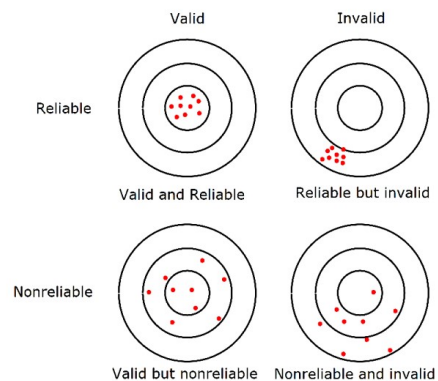 Valid
Invalid
Reliable
Valid and Reliable
Reliable but invalid
Nonreliable
Valid but nonreliable
Nonreliable and invalid